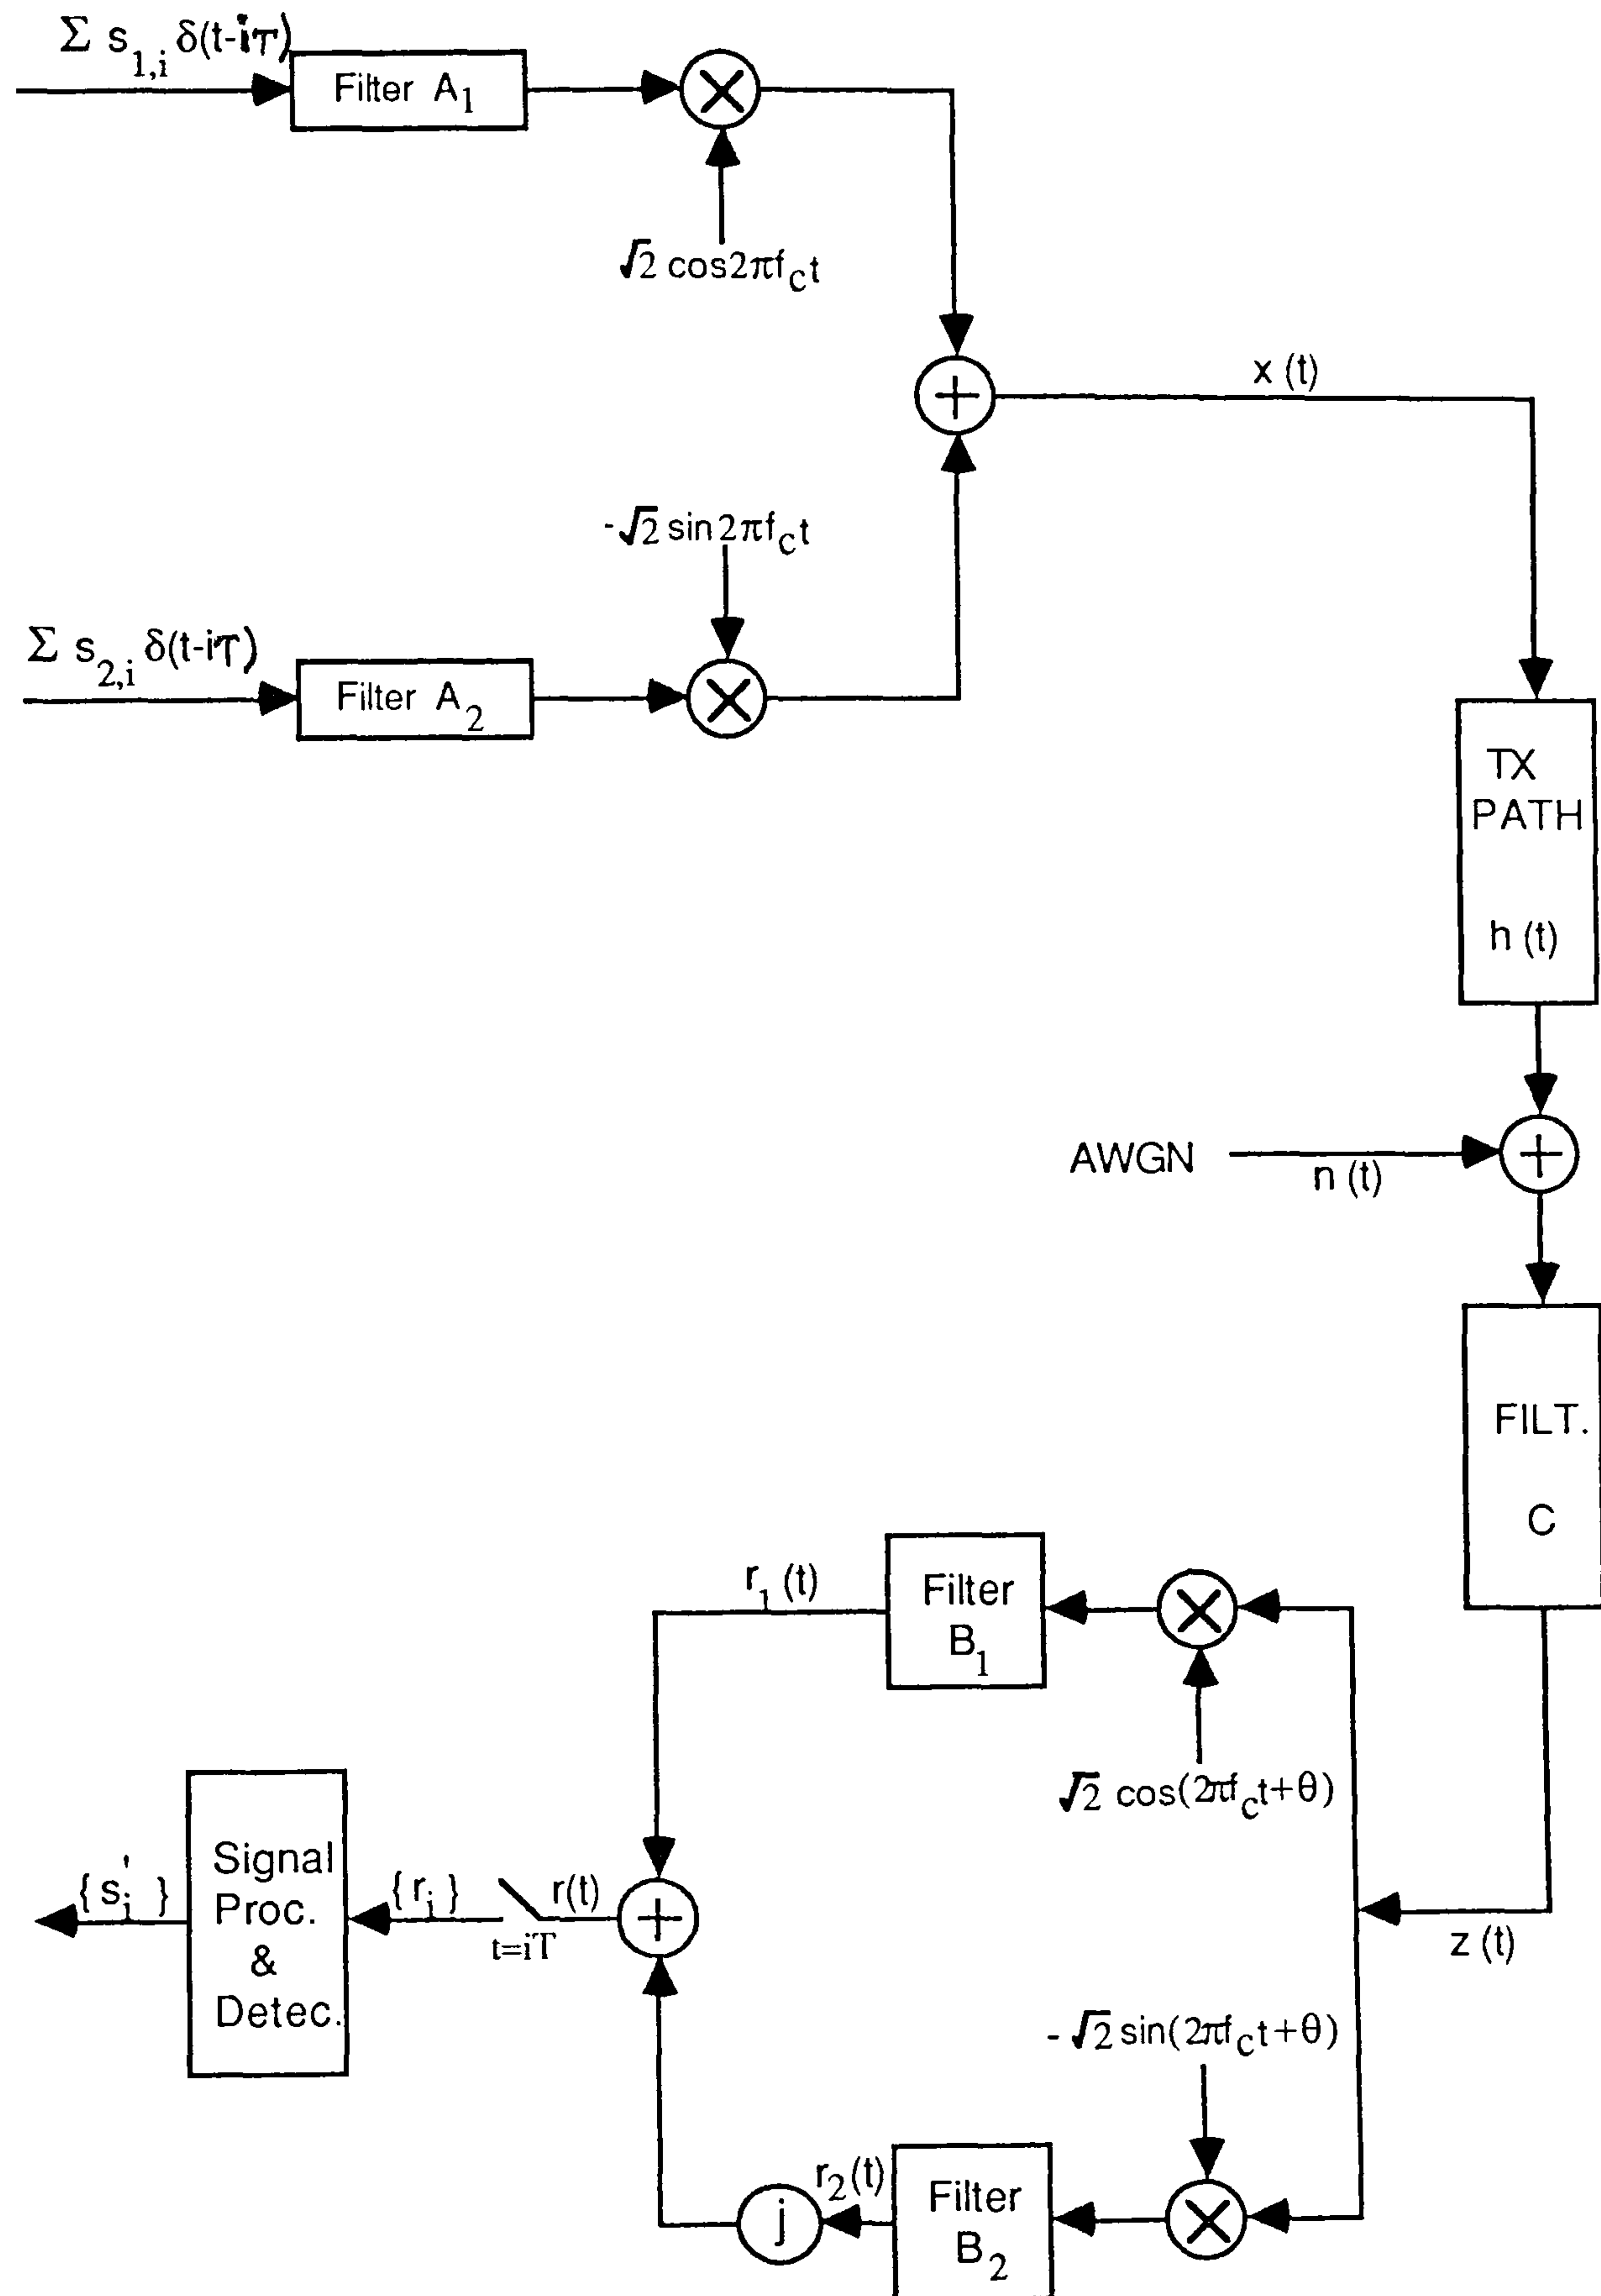 Σ s1,i δ(t-iT)
Filter A1
√2 cos2πfct
x (t)
-√2 sin2πfct
Σ s2,i δ(t-iT)
Filter A2
TX
PATH
h (t)
AWGN
n (t)
FILT.
C
r1 (t)
Filter
B1
√2 cos(2πfct+θ)
Signal
Proc.
&
Detec.
{ s'i }
{ri }
r(t)
t=iT
z (t)
-√2 sin(2πfct+θ)
r2(t)
j
Filter
B2